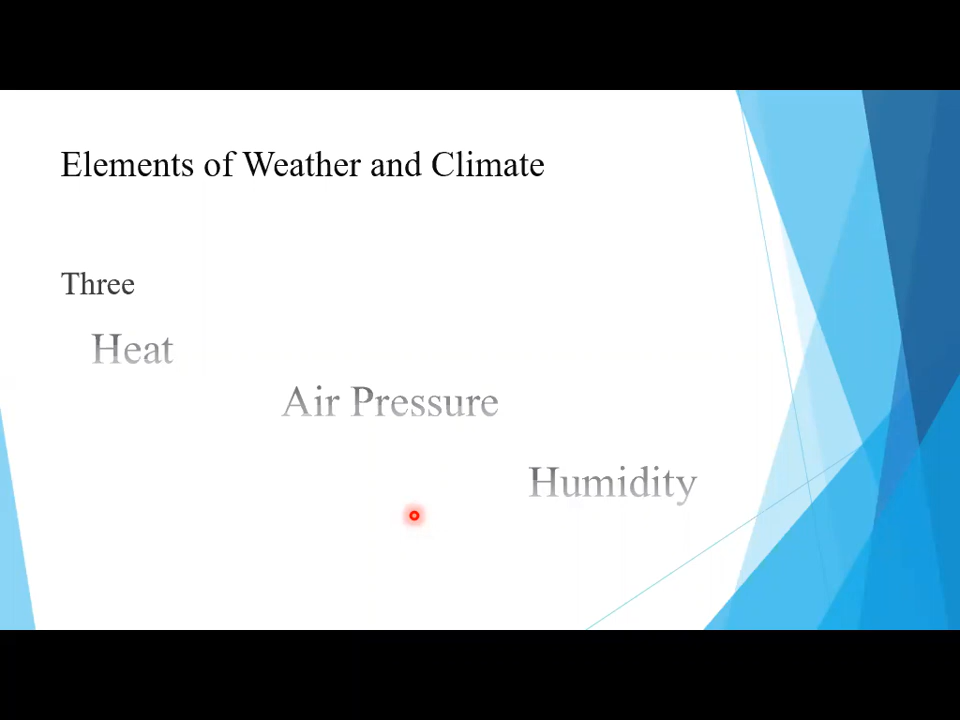 Elements of Weather and Climate
Three
Heat
Air Pressure
Humidity